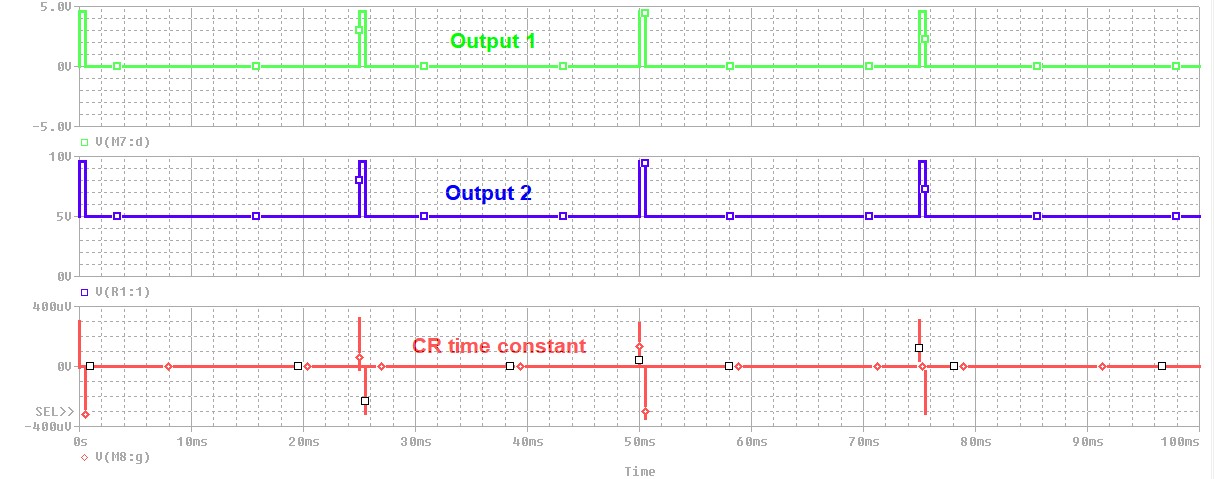 5.0V
Output 1
0V
-5.0V
V(M7:d)
10V
Output 2
5V
0V
V(R1:1)
400uV
CR time constant
0V
SEL>>
-400uV
0s 10ms 20ms 30ms 40ms 50ms 60ms 70ms 80ms 90ms 100ms
V(M8:g)
Time